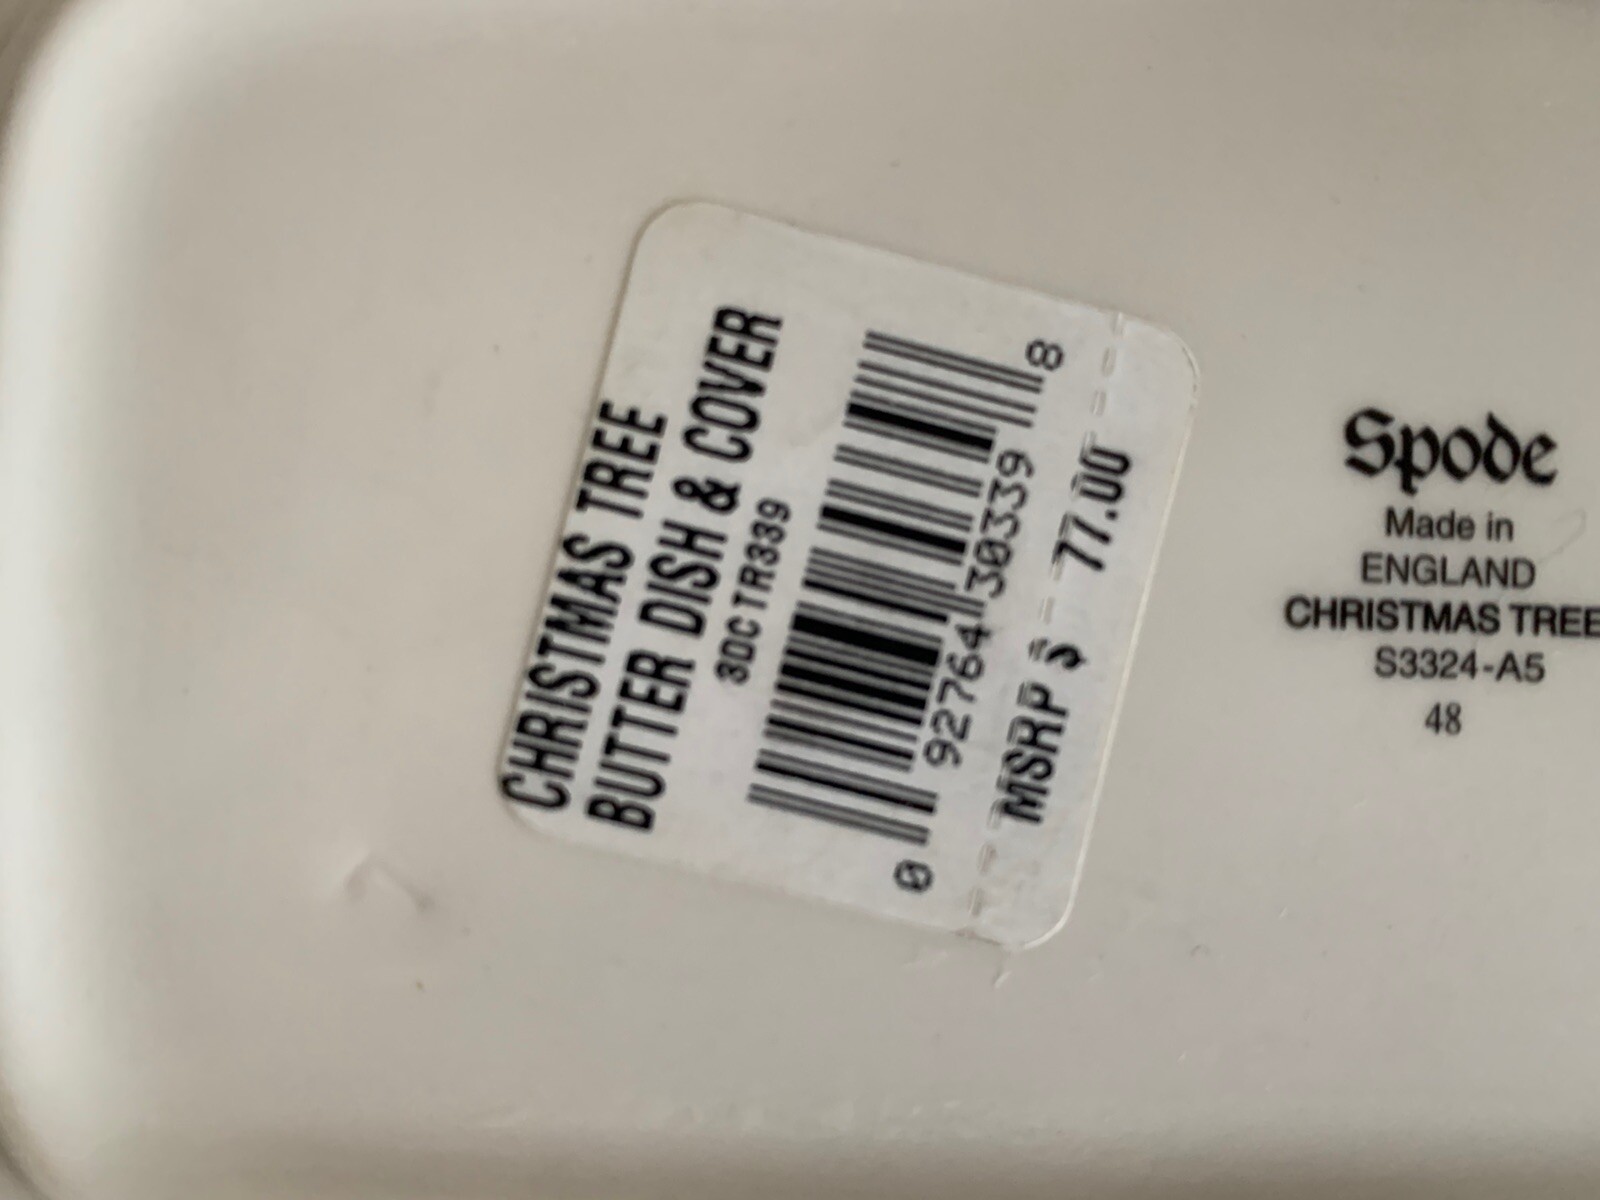 CHRISTMAS TREE
BUTTER DISH & COVER
3DCTR339
0 92764 30339 8
MSRP $ 77.00
Spode
Made in
ENGLAND
CHRISTMAS TREE
S3324-A5
48